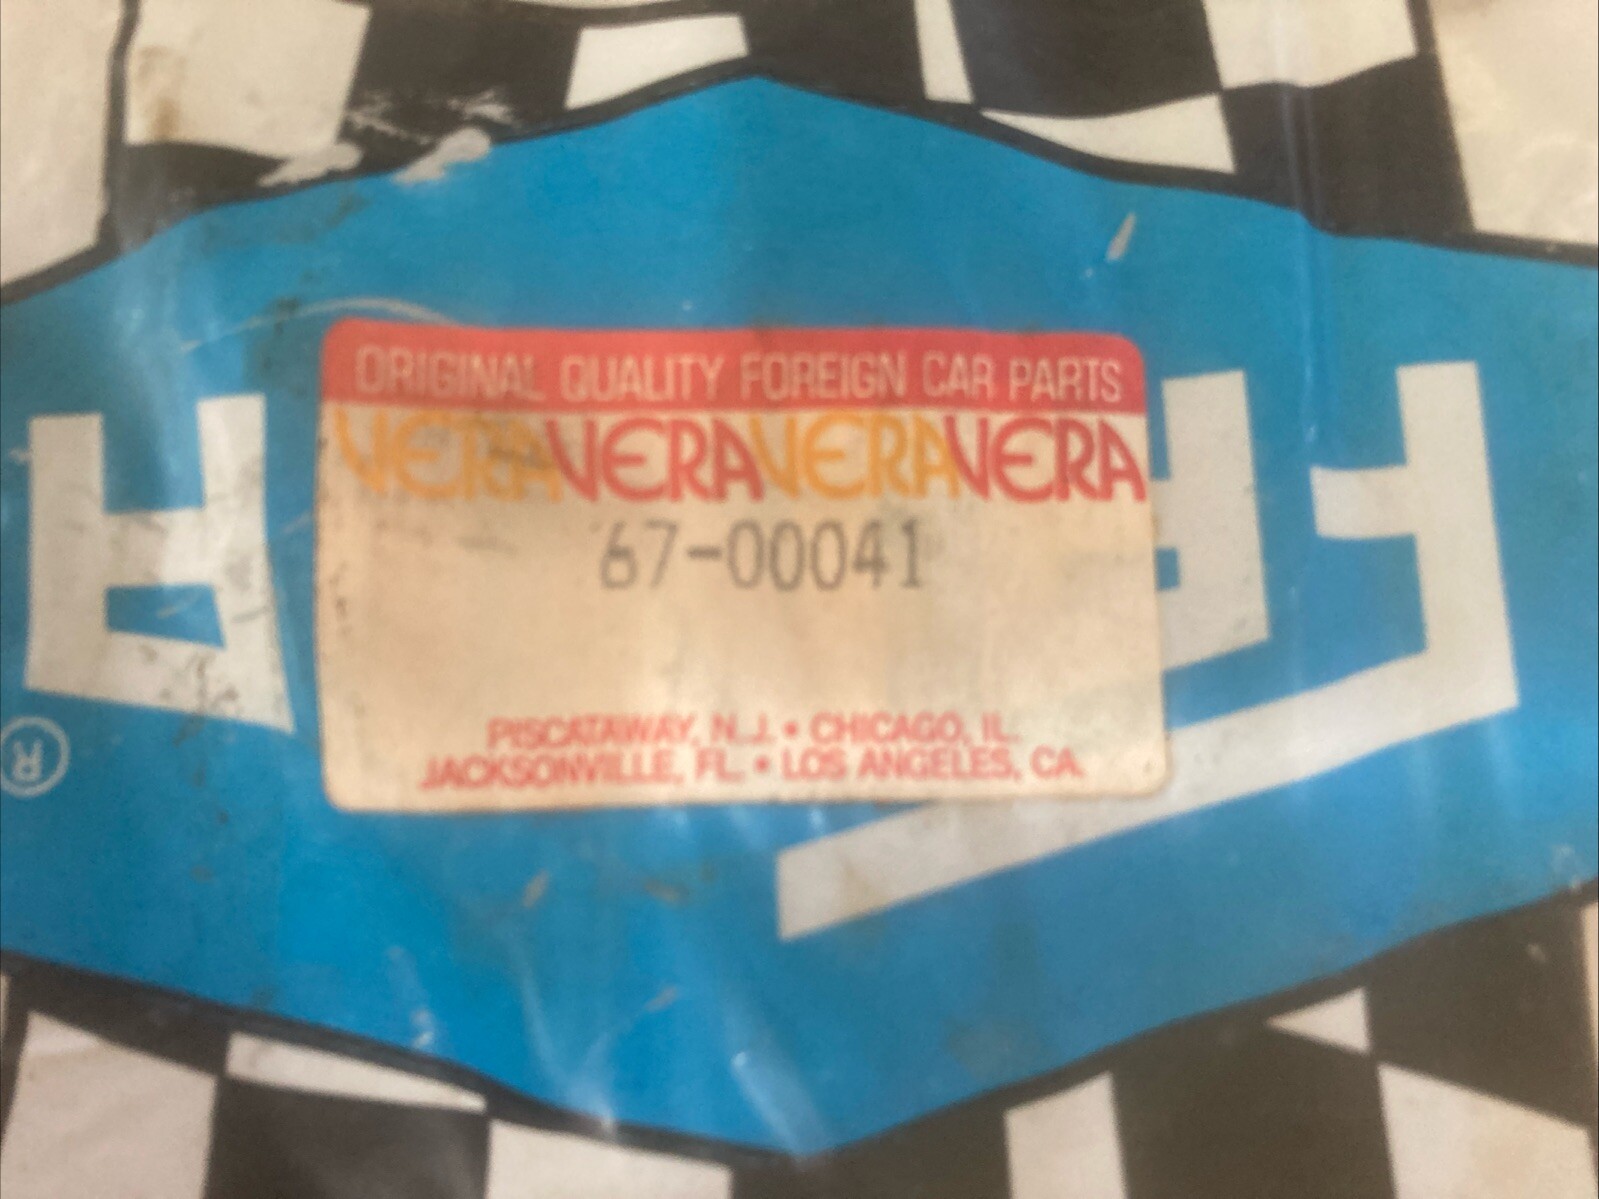 ORIGINAL QUALITY FOREIGN CAR PARTS
VERAVERAVERAVERA
67-00041
PISCATAWAY, N.J. • CHICAGO, IL.
JACKSONVILLE, FL. • LOS ANGELES, CA.
®